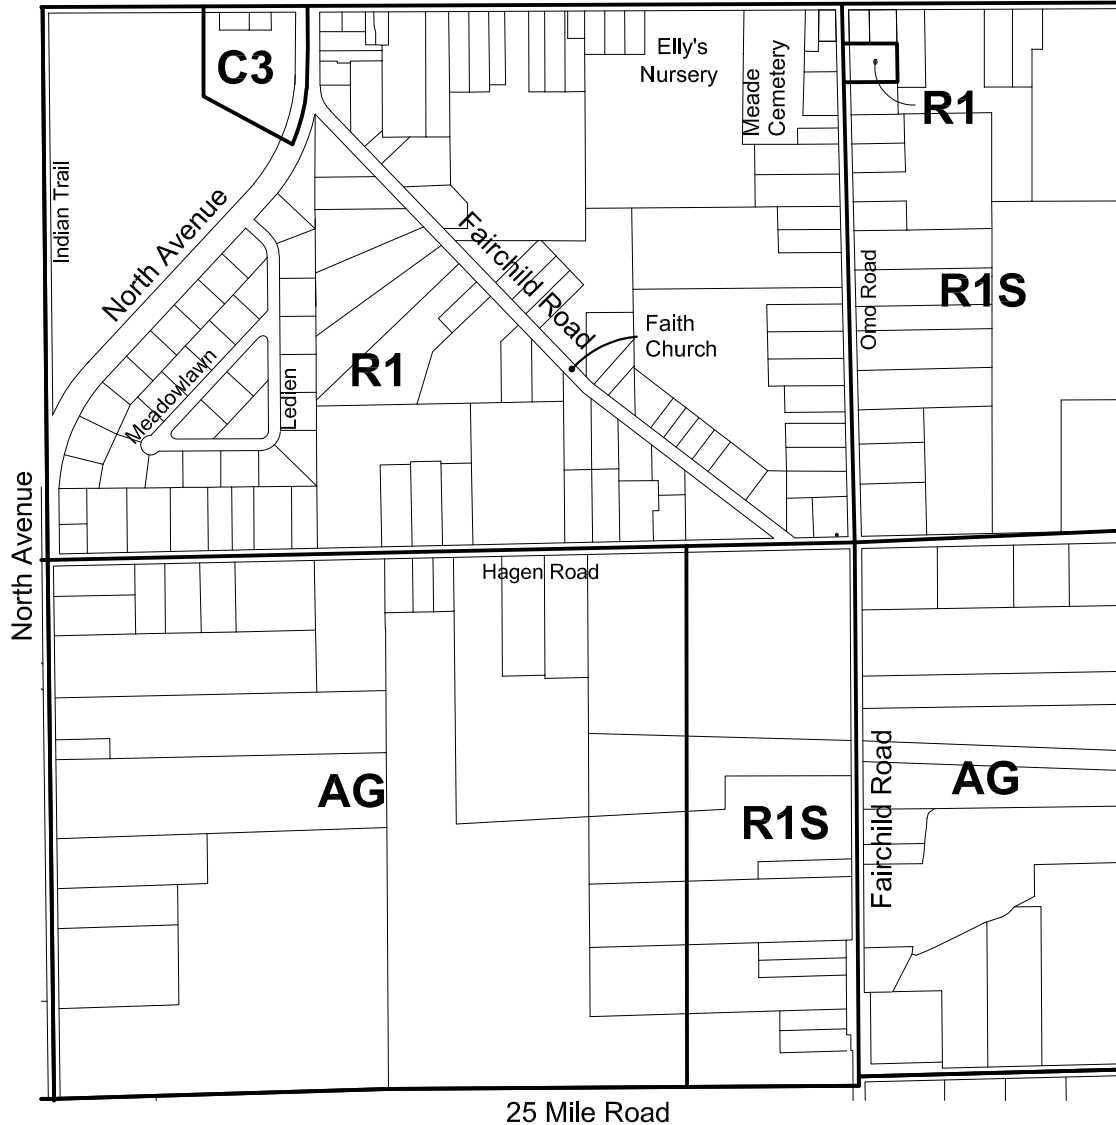 C3
Elly's
Nursery
Meade
Cemetery
R1
Indian Trail
North Avenue
Fairchild Road
Omo Road
R1S
Faith
Church
R1
Meadowlawn
Ledien
North Avenue
Hagen Road
AG
R1S
Fairchild Road
AG
25 Mile Road